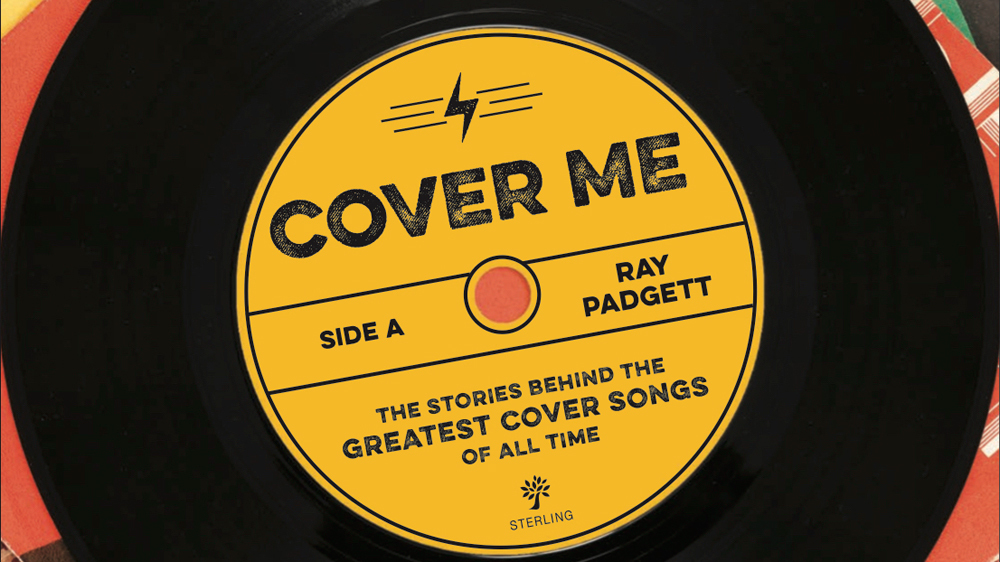 COVER ME
SIDE A
RAY
PADGETT
THE STORIES BEHIND THE
GREATEST COVER SONGS
OF ALL TIME
STERLING